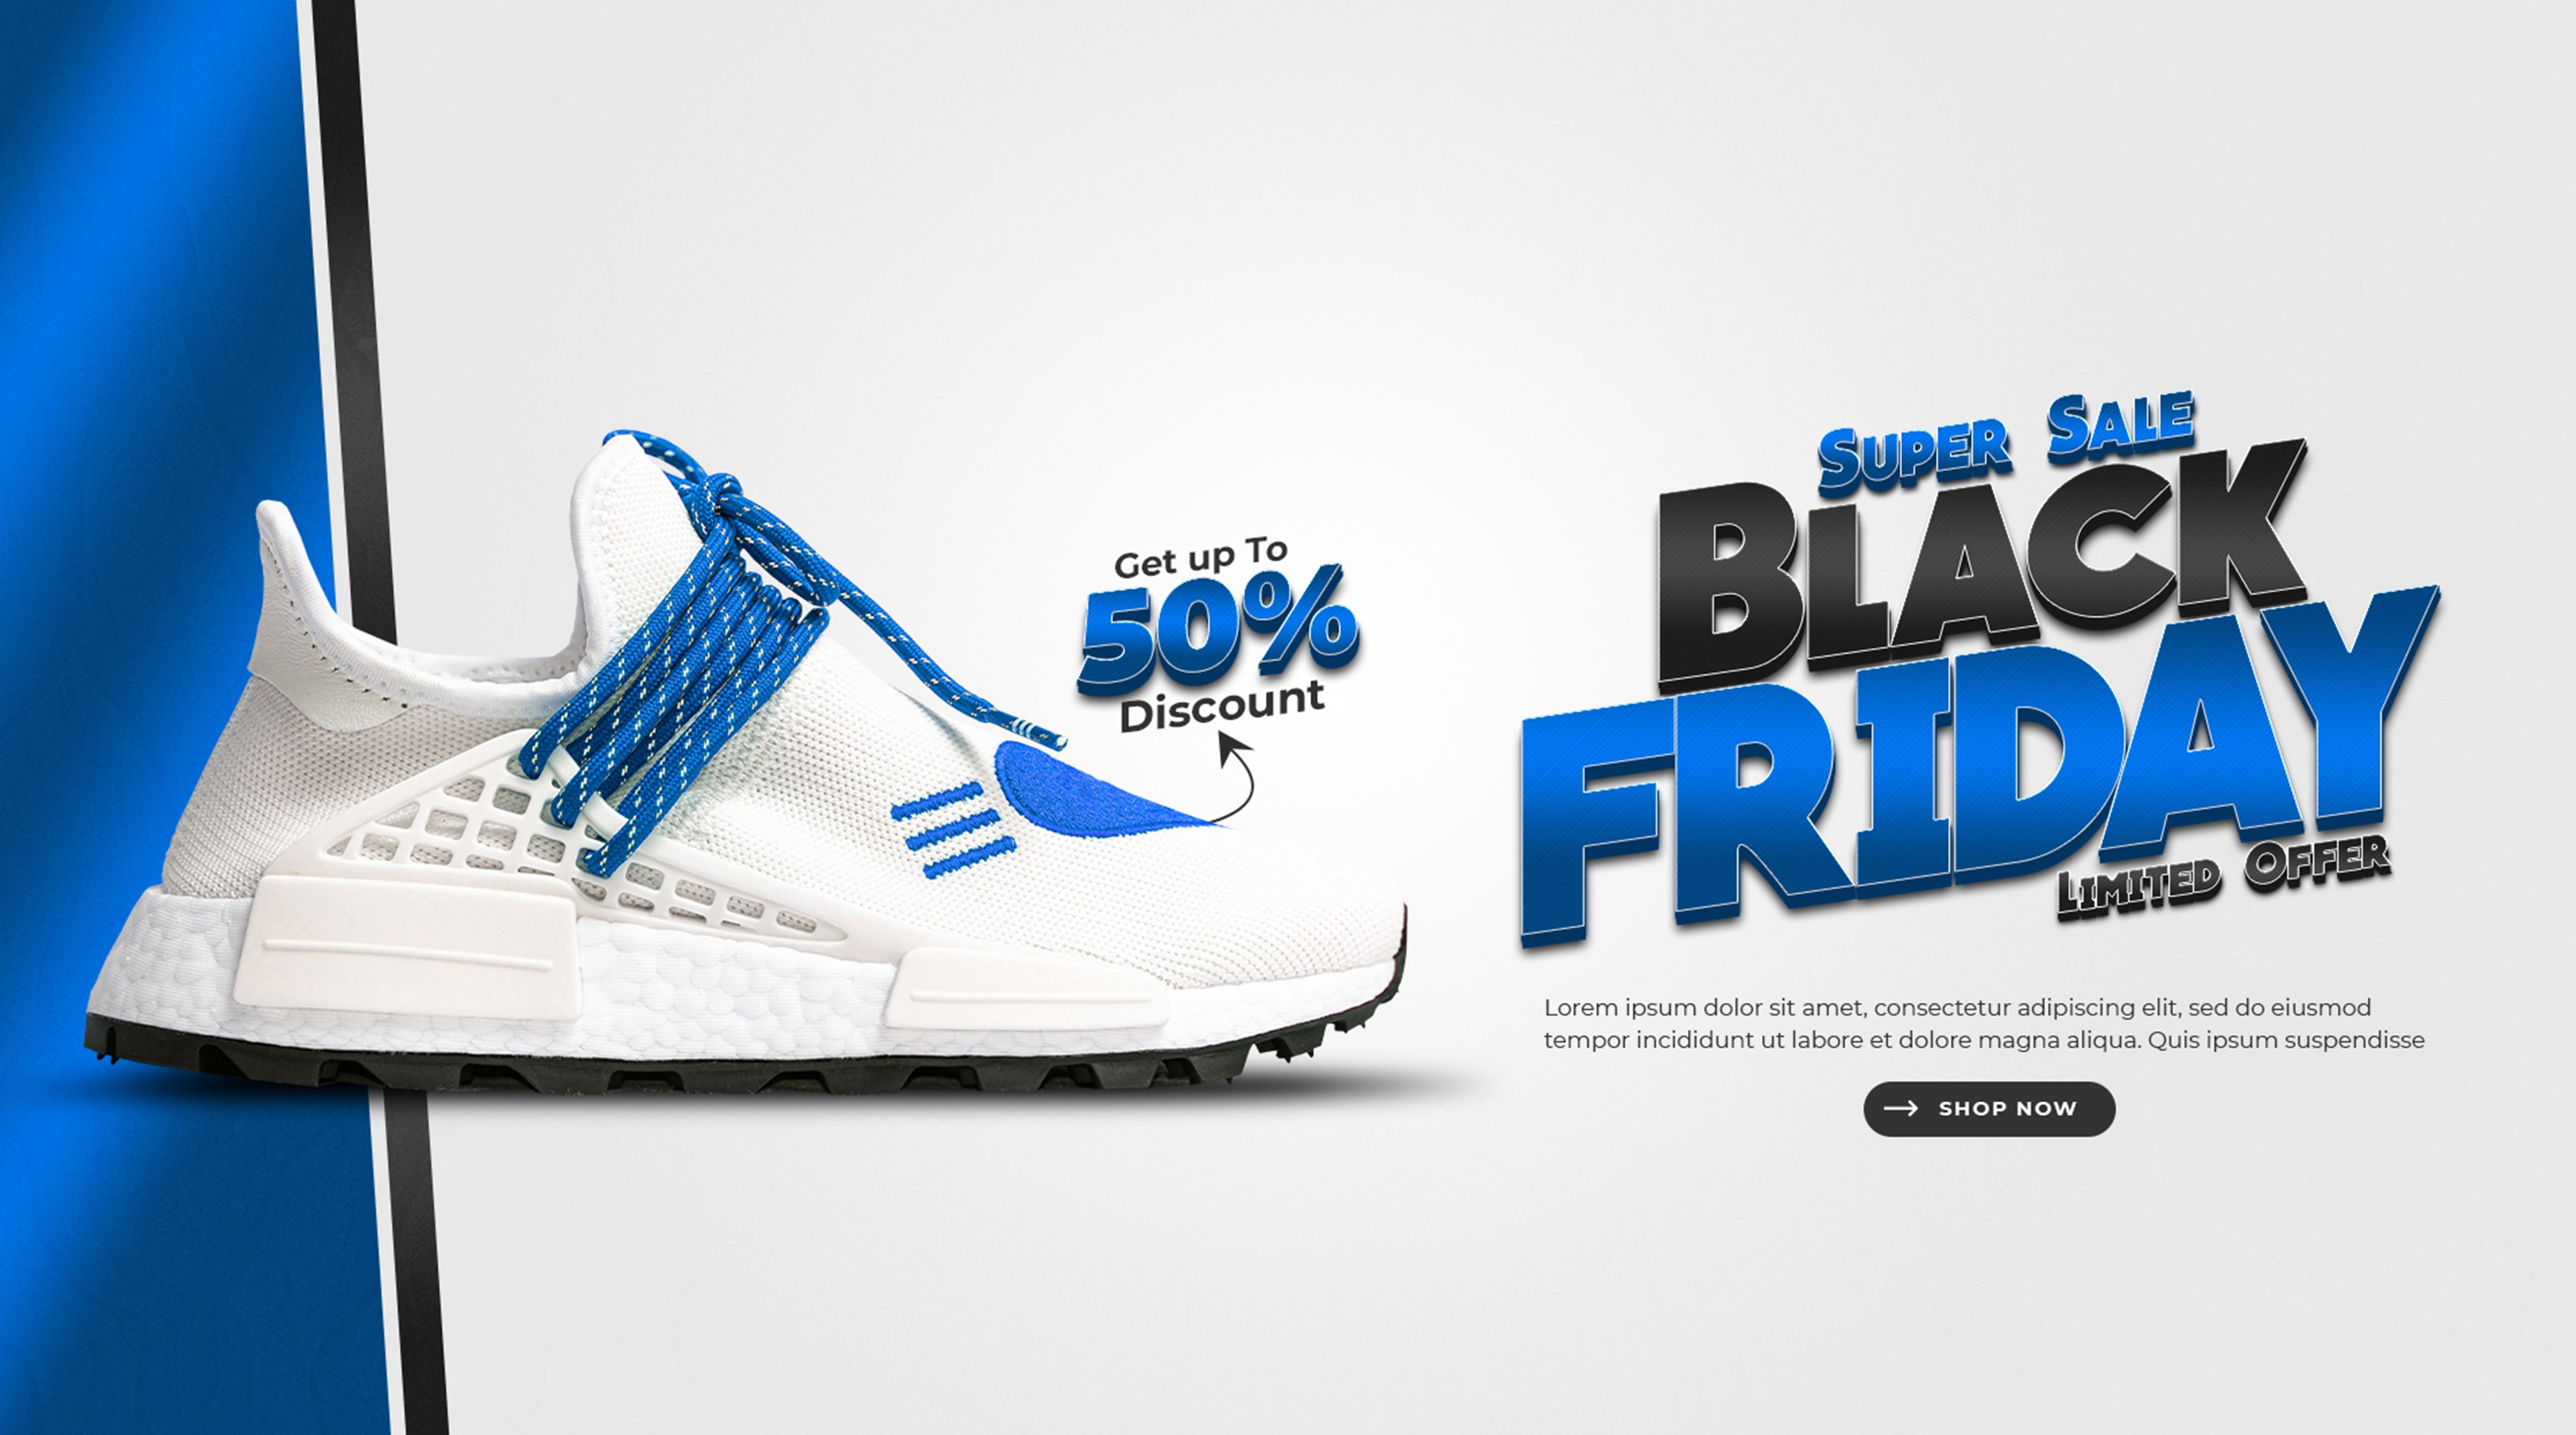 Get up To
50%
Discount
Super Sale
Black
Friday
Limited Offer
Lorem ipsum dolor sit amet, consectetur adipiscing elit, sed do eiusmod
tempor incididunt ut labore et dolore magna aliqua. Quis ipsum suspendisse
SHOP NOW